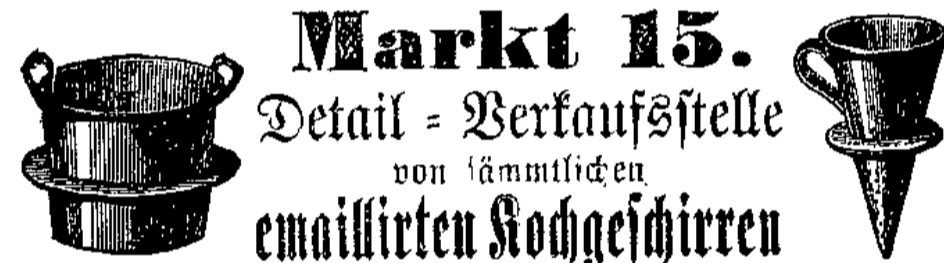 Markt 15.
Detail = Verkaufsſtelle
von ſämmtlichen
emaillirten Kochgeſchirren